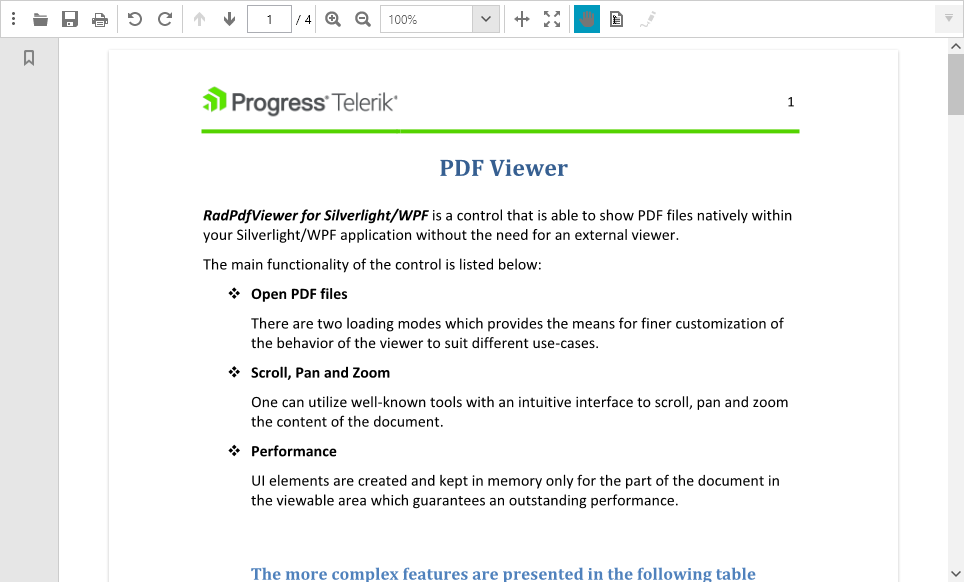 1 / 4 100%
Progress® Telerik®
1
PDF Viewer
RadPdfViewer for Silverlight/WPF is a control that is able to show PDF files natively within
your Silverlight/WPF application without the need for an external viewer.
The main functionality of the control is listed below:
❖ Open PDF files
There are two loading modes which provides the means for finer customization of
the behavior of the viewer to suit different use-cases.
❖ Scroll, Pan and Zoom
One can utilize well-known tools with an intuitive interface to scroll, pan and zoom
the content of the document.
❖ Performance
UI elements are created and kept in memory only for the part of the document in
the viewable area which guarantees an outstanding performance.
The more complex features are presented in the following table